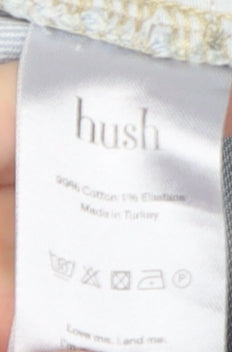 hush
99% Cotton 1% Elastane
Made in Turkey
Love me. Lend me.